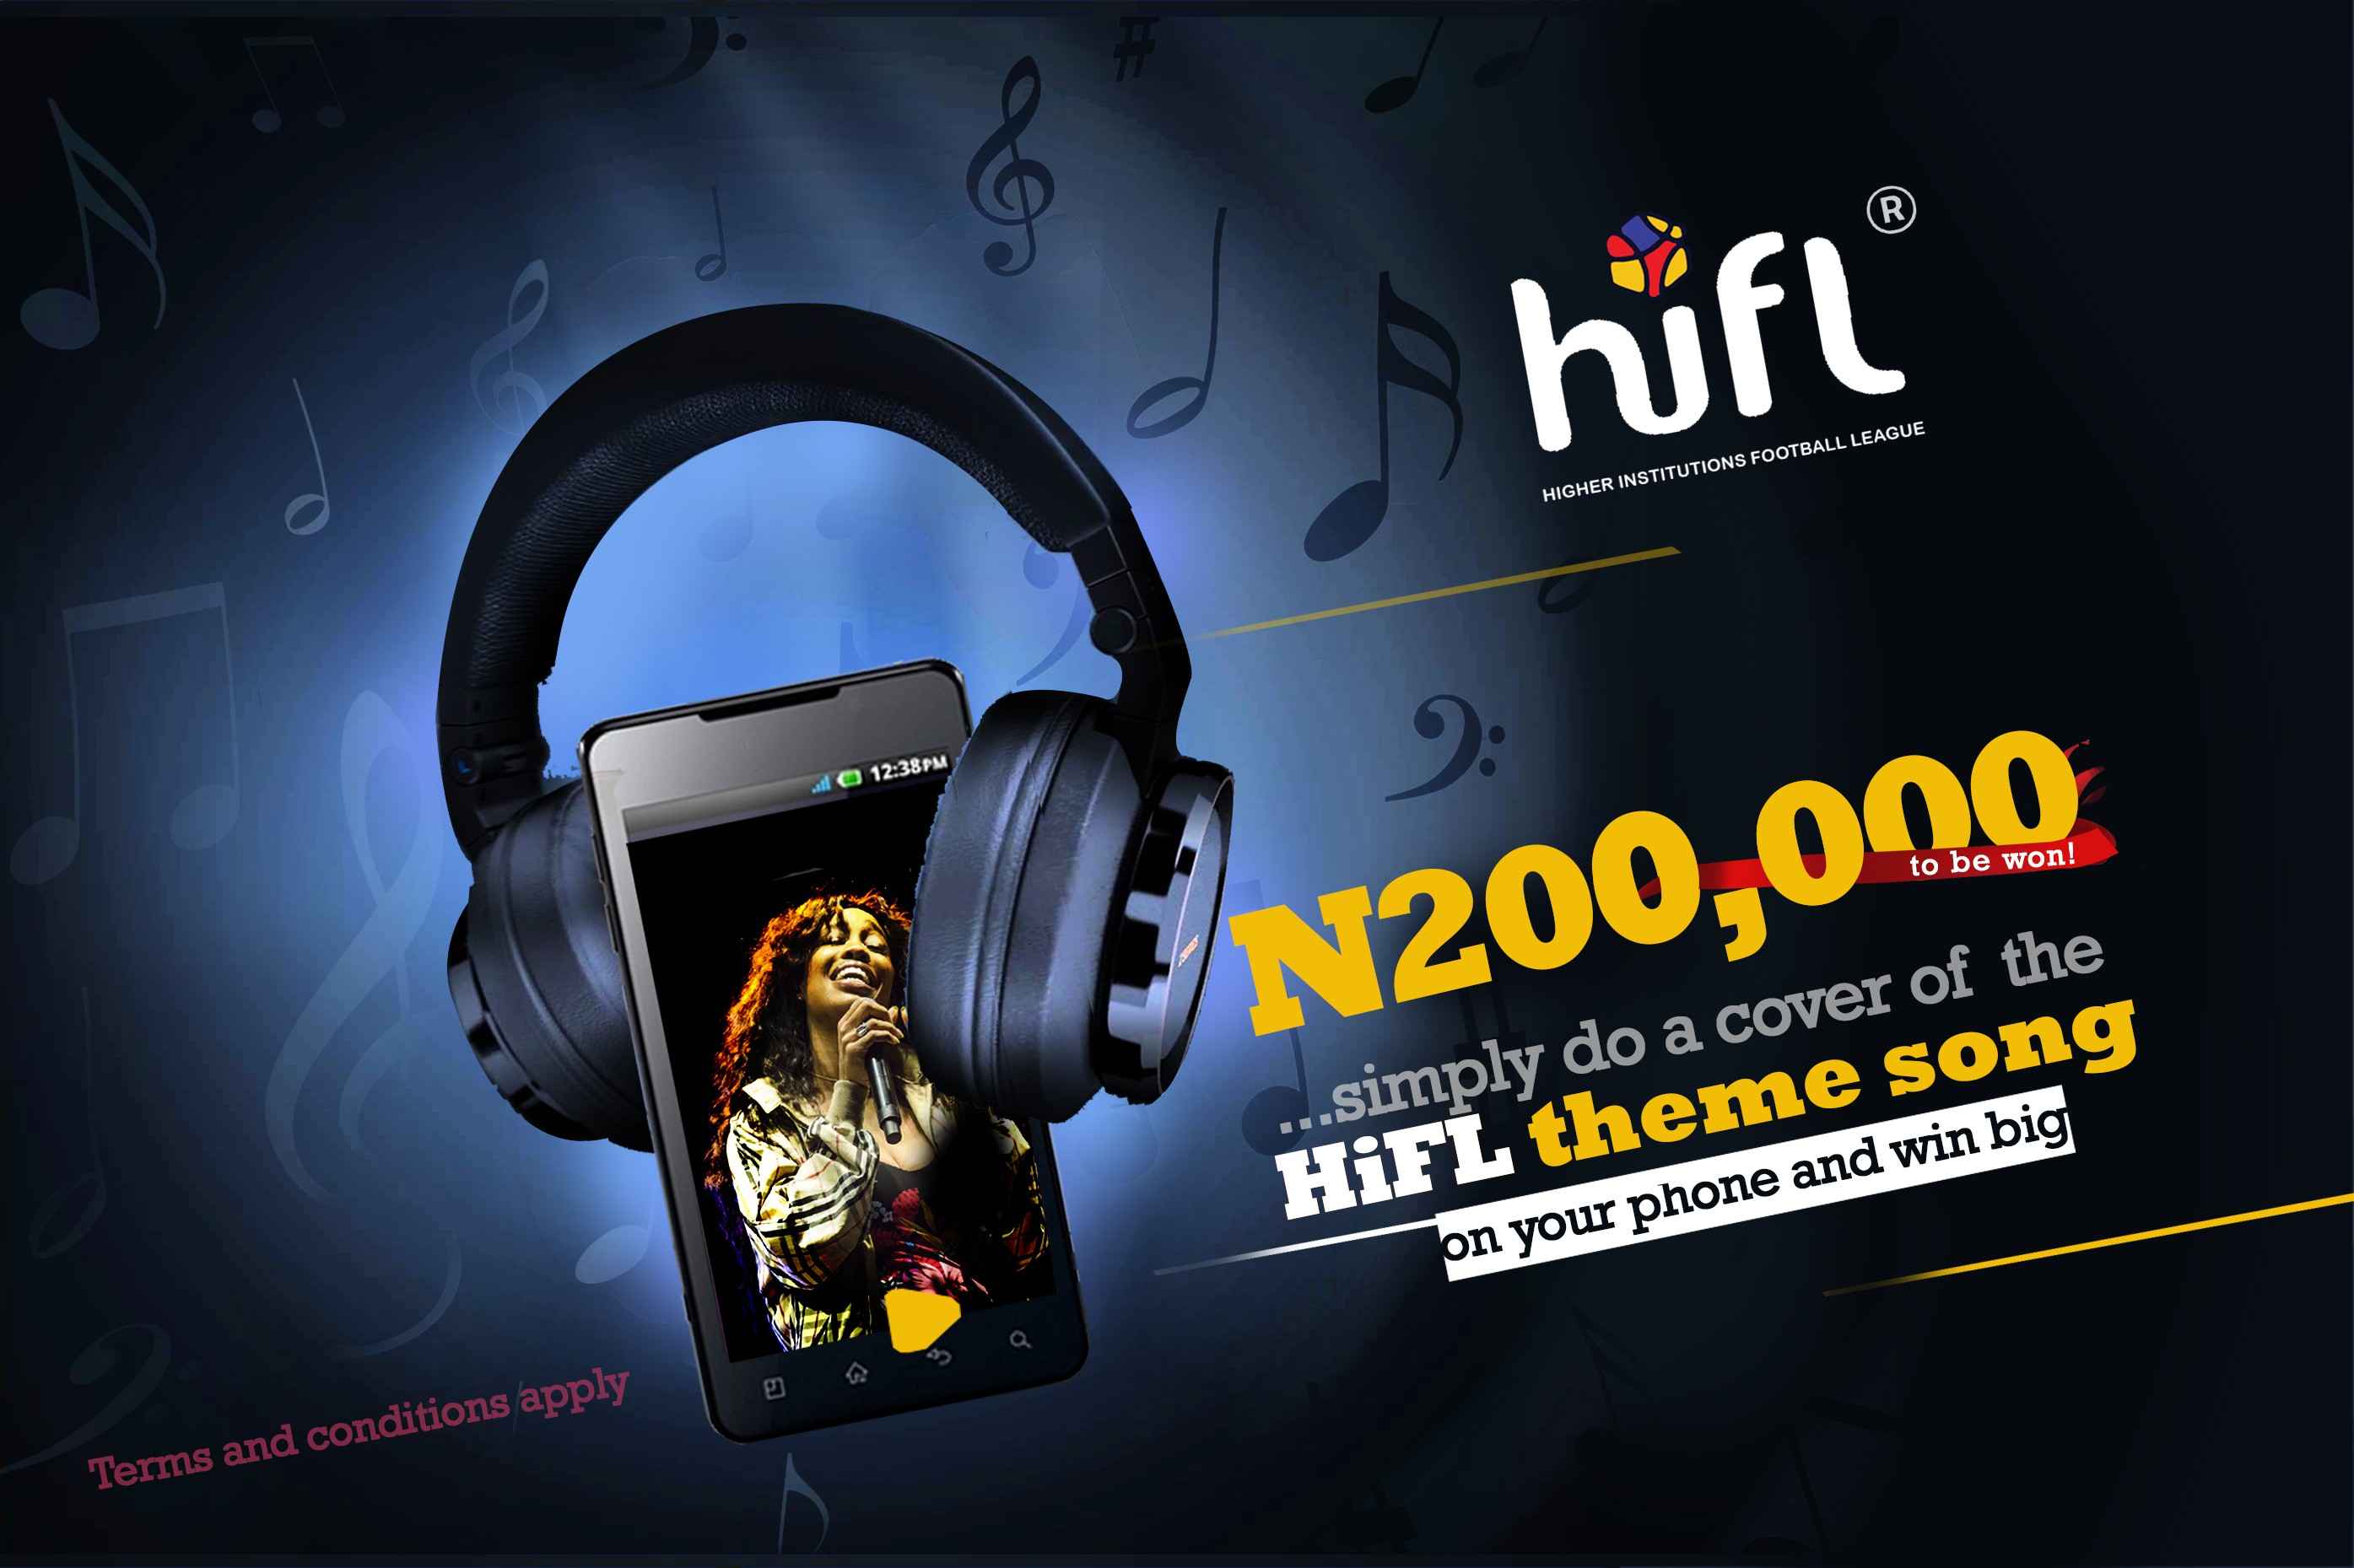 hifl ®
HIGHER INSTITUTIONS FOOTBALL LEAGUE
12:38PM
N200,000
to be won!
...simply do a cover of the
HiFL theme song
on your phone and win big
Terms and conditions apply